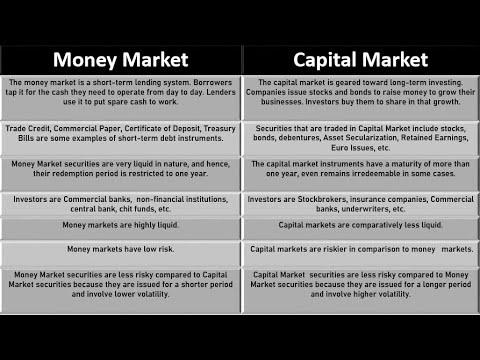 Money Market
Capital Market
The money market is a short-term lending system. Borrowers
tap it for the cash they need to operate from day to day. Lenders
use it to put spare cash to work.
The capital market is geared toward long-term investing.
Companies issue stocks and bonds to raise money to grow their
businesses. Investors buy them to share in that growth.
Trade Credit, Commercial Paper, Certificate of Deposit, Treasury
Bills are some examples of short-term debt instruments.
Securities that are traded in Capital Market include stocks,
bonds, debentures, Asset Secularization, Retained Earnings,
Euro Issues, etc.
Money Market securities are very liquid in nature, and hence,
their redemption period is restricted to one year.
The capital market instruments have a maturity of more than
one year, even remains irredeemable in some cases.
Investors are Commercial banks, non-financial institutions,
central bank, chit funds, etc.
Investors are Stockbrokers, insurance companies, Commercial
banks, underwriters, etc.
Money markets are highly liquid.
Capital markets are comparatively less liquid.
Money markets have low risk.
Capital markets are riskier in comparison to money markets.
Money Market securities are less risky compared to Capital
Market securities because they are issued for a shorter period
and involve lower volatility.
Capital Market securities are less risky compared to Money
Market securities because they are issued for a longer period
and involve higher volatility.